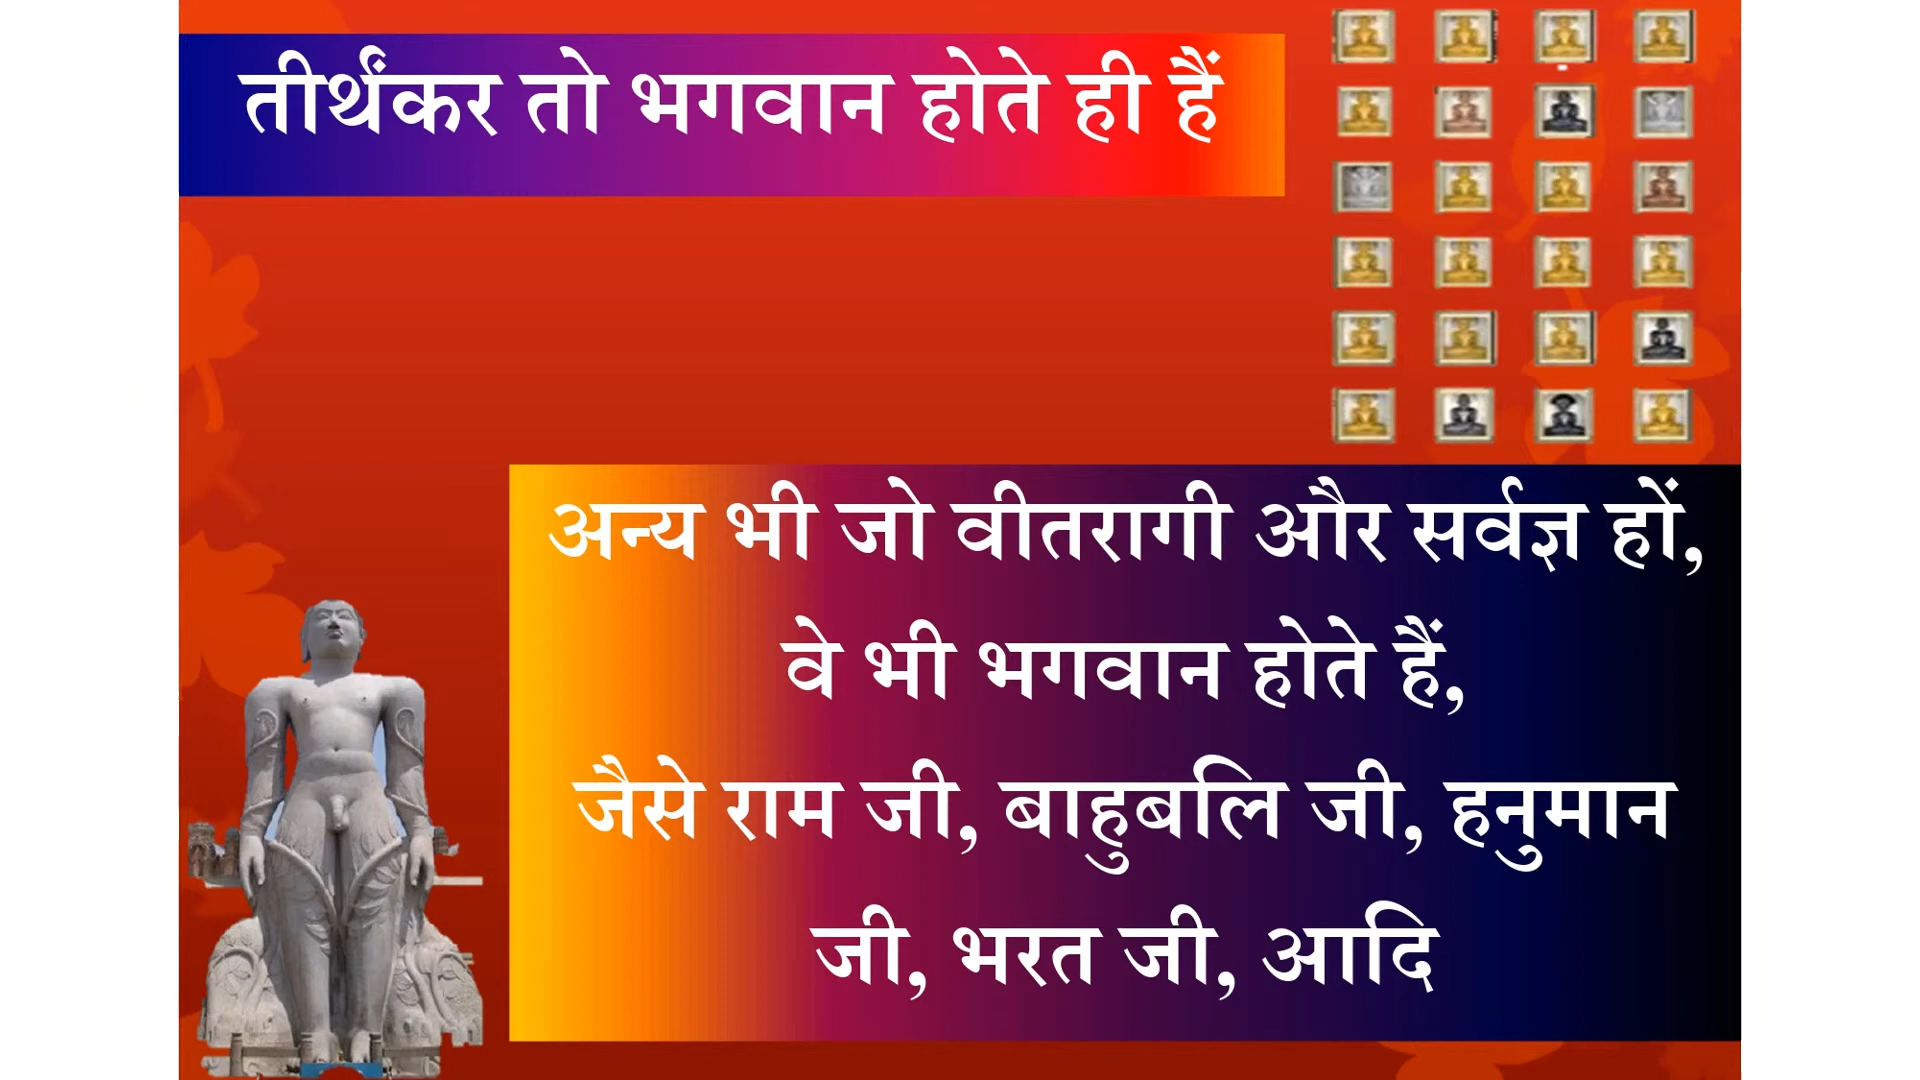 तीर्थंकर तो भगवान होते ही हैं
अन्य भी जो वीतरागी और सर्वज्ञ हों,
वे भी भगवान होते हैं,
जैसे राम जी, बाहुबलि जी, हनुमान
जी, भरत जी, आदि